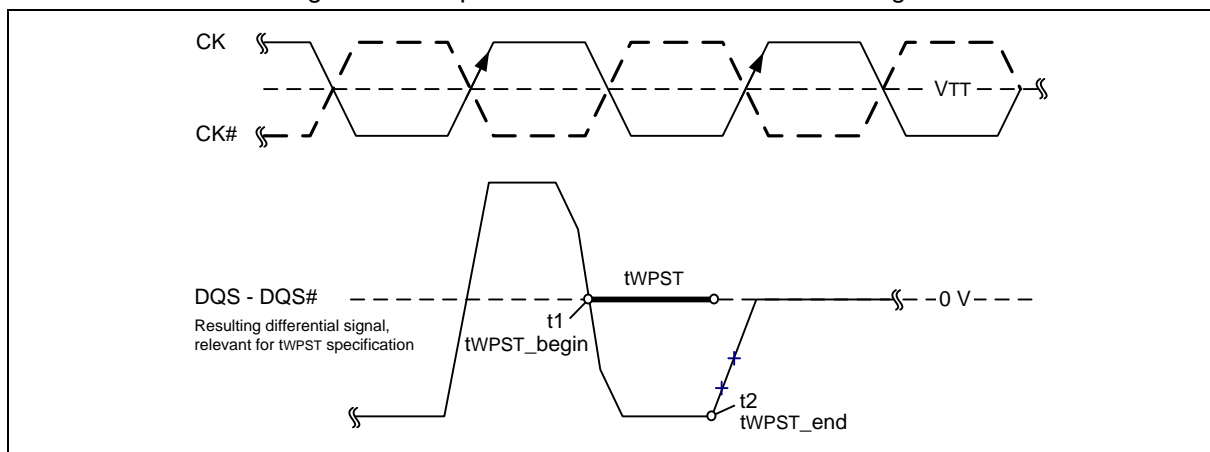 CK
VTT
CK#
tWPST
DQS - DQS#
0 V
Resulting differential signal,
relevant for tWPST specification
t1
tWPST_begin
t2
tWPST_end